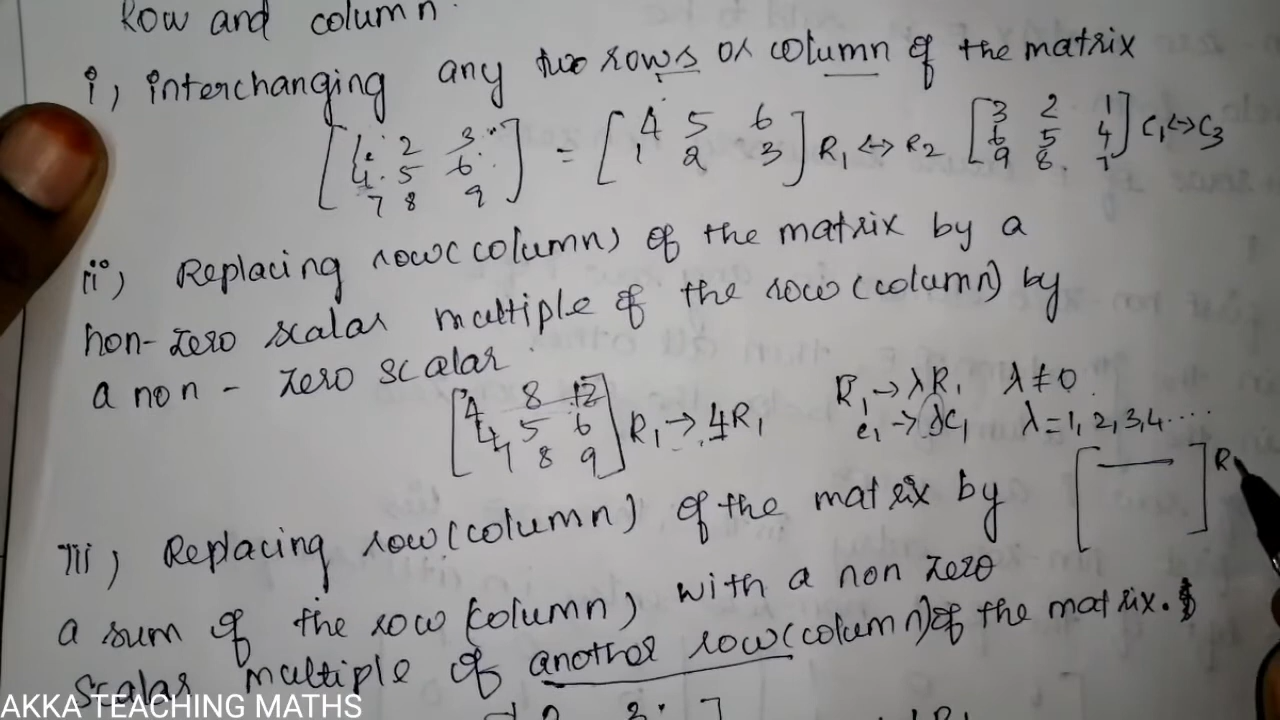 Row and column.
i) interchanging any two rows or column of the matrix
[1 2 3
4 5 6
7 8 9] = [4 5 6
1 2 3] R1 ↔ R2 [3 2 1
6 5 4
9 8 7] C1 ↔ C3
ii) Replacing row(column) of the matrix by a
non-zero scalar multiple of the row (column) by
a non - zero scalar.
[4 8 12
4 5 6
7 8 9] R1 → 4R1
R1 → λR1 λ ≠ 0
c1 → λC1 λ = 1, 2, 3, 4 ....
[ ] R
iii) Replacing row(column) of the matrix by
a sum of the row (column) with a non zero
scalar multiple of another row(column) of the matrix.
AKKA TEACHING MATHS